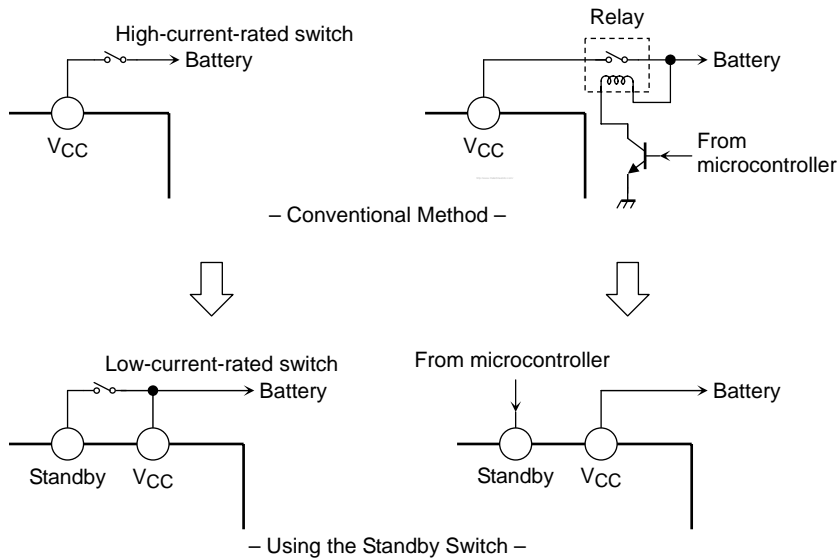 Relay
High-current-rated switch
Battery
Battery
VCC
VCC
From
microcontroller
– Conventional Method –
Low-current-rated switch
From microcontroller
Battery
Battery
Standby
VCC
Standby
VCC
– Using the Standby Switch –